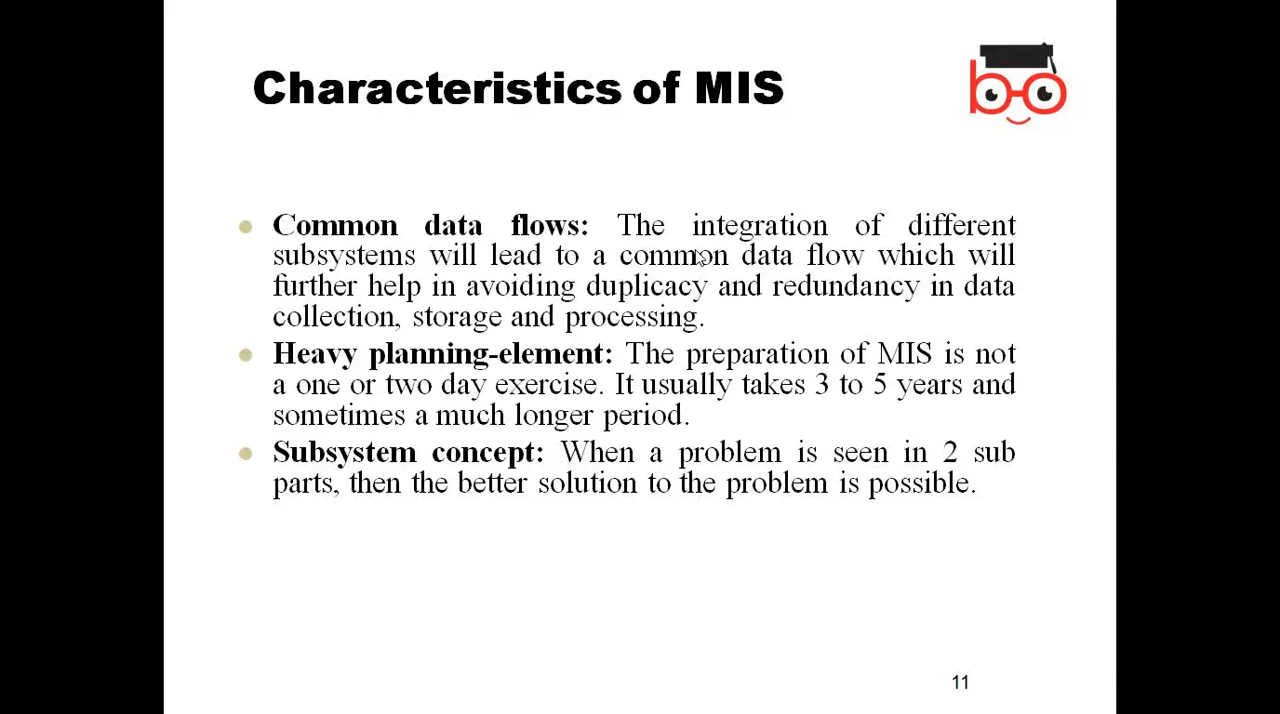 Characteristics of MIS
Common data flows: The integration of different
subsystems will lead to a common data flow which will
further help in avoiding duplicacy and redundancy in data
collection, storage and processing.
Heavy planning-element: The preparation of MIS is not
a one or two day exercise. It usually takes 3 to 5 years and
sometimes a much longer period.
Subsystem concept: When a problem is seen in 2 sub
parts, then the better solution to the problem is possible.
11